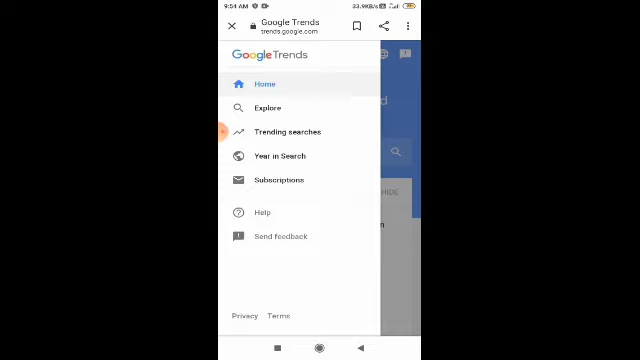 9:54 AM
33.9KB/s
Google Trends
trends.google.com
Google Trends
Home
Explore
Trending searches
Year in Search
Subscriptions
HIDE
Help
Send feedback
Privacy Terms